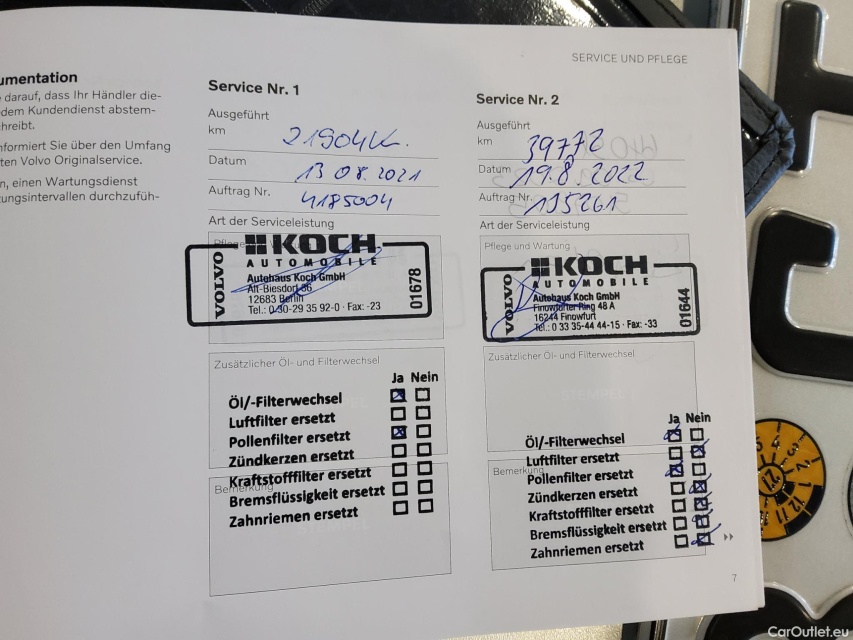 SERVICE UND PFLEGE
umentation
darauf, dass Ihr Händler die-
dem Kundendienst abstem-
chreibt.
nformiert Sie über den Umfang
ten Volvo Originalservice.
n, einen Wartungsdienst
ungsintervallen durchzufüh-
Service Nr. 1
Ausgeführt
km 21904k.
Datum 13 08.2021
Auftrag Nr. 4185004
Art der Serviceleistung
VOLVO
KOCH
AUTOMOBILE
Autohaus Koch GmbH
Alt-Biesdorf 36
12683 Berlin
Tel.: 0 30-29 35 92-0 · Fax: -23
01678
Zusätzlicher Öl- und Filterwechsel
Ja Nein
Öl/-Filterwechsel
Luftfilter ersetzt
Pollenfilter ersetzt
Zündkerzen ersetzt
Kraftstofffilter ersetzt
Bemerkung
Bremsflüssigkeit ersetzt
Zahnriemen ersetzt
Service Nr. 2
Ausgeführt
km 39772
Datum 19.8.2022
Auftrag Nr. 195261
Art der Serviceleistung
Pflege und Wartung
VOLVO
KOCH
AUTOMOBILE
Autohaus Koch GmbH
Finowfurter Ring 48 A
16244 Finowfurt
Tel.: 0 33 35-44 44-15 · Fax: -33
01644
Zusätzlicher Öl- und Filterwechsel
Ja Nein
Öl/-Filterwechsel
Luftfilter ersetzt
Bemerkung
Pollenfilter ersetzt
Zündkerzen ersetzt
Kraftstofffilter ersetzt
Bremsflüssigkeit ersetzt
Zahnriemen ersetzt
7
CarOutlet.eu